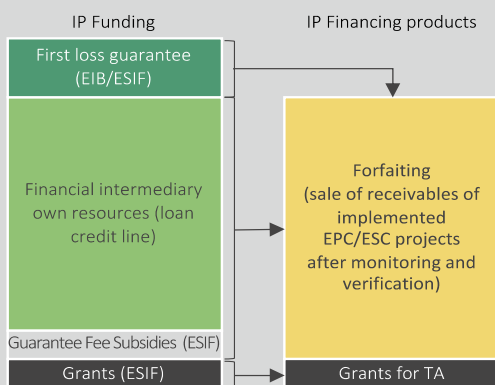 IP Funding
IP Financing products
First loss guarantee
(EIB/ESIF)
Financial intermediary
own resources (loan
credit line)
Forfaiting
(sale of receivables of
implemented
EPC/ESC projects
after monitoring and
verification)
Guarantee Fee Subsidies (ESIF)
Grants (ESIF)
Grants for TA